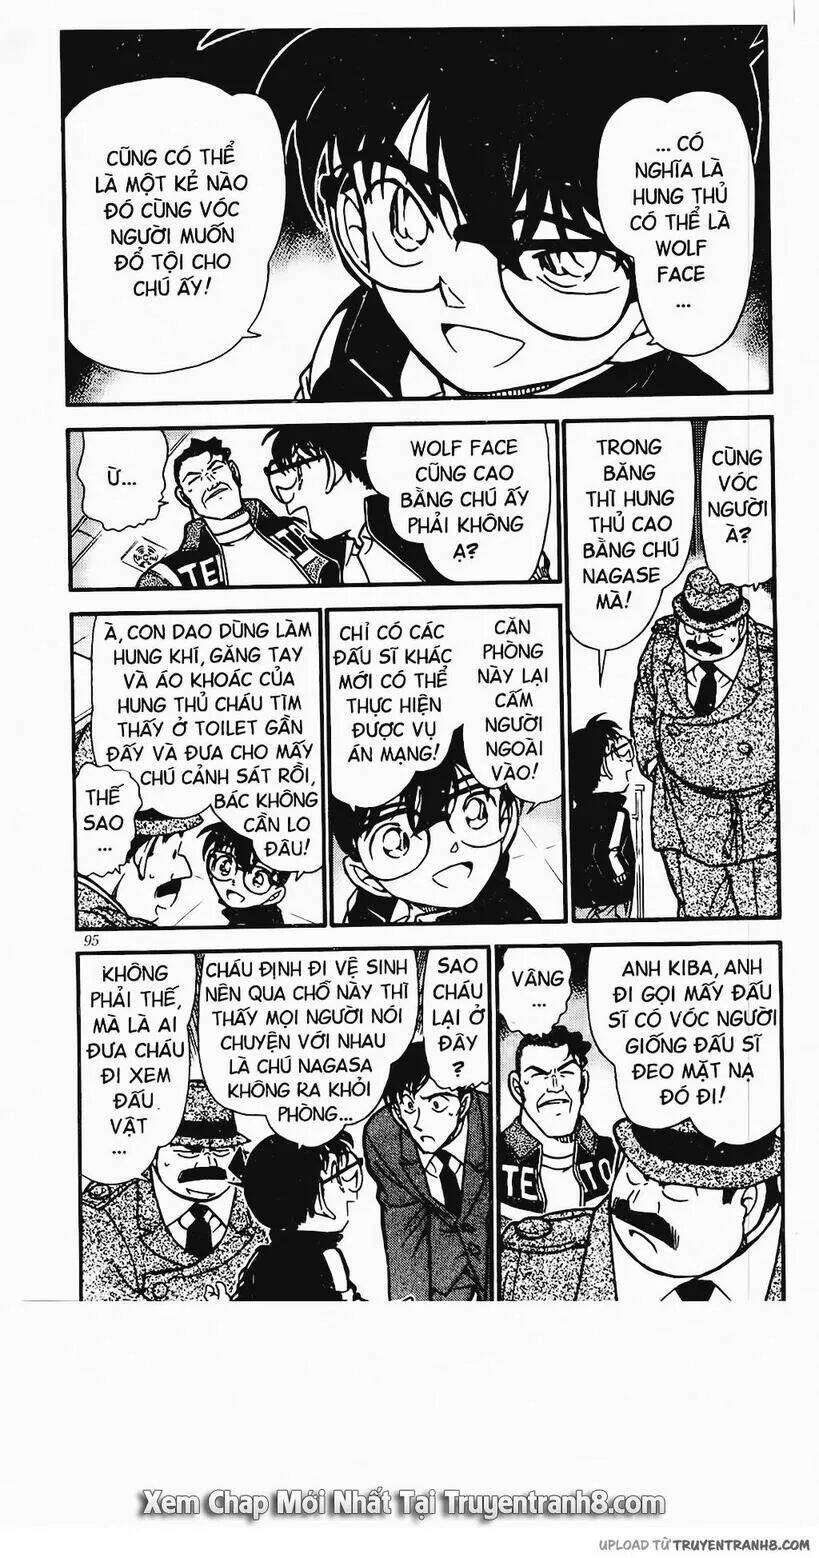 ... CÓ
NGHĨA LÀ
HUNG THỦ
CÓ THỂ LÀ
WOLF
FACE
...
CŨNG CÓ THỂ
LÀ MỘT KẺ NÀO
ĐÓ CÙNG VÓC
NGƯỜI MUỐN
ĐỔ TỘI CHO
CHÚ ẤY!
CÙNG
VÓC
NGƯỜI
À?
TRONG
BĂNG
THÌ HUNG
THỦ CAO
BẰNG CHÚ
NAGASE
MÀ!
WOLF FACE
CŨNG CAO
BẰNG CHÚ ẤY
PHẢI KHÔNG
Ạ?
Ừ...
TE
TO
CĂN
PHÒNG
NÀY LẠI
CẤM
NGƯỜI
NGOÀI
VÀO!
CHỈ CÓ CÁC
ĐẤU SĨ KHÁC
MỚI CÓ THỂ
THỰC HIỆN
ĐƯỢC VỤ
ÁN MẠNG!
À, CON DAO DÙNG LÀM
HUNG KHÍ, GĂNG TAY
VÀ ÁO KHOÁC CỦA
HUNG THỦ CHÁU TÌM
THẤY Ở TOILET GẦN
ĐẤY VÀ ĐƯA CHO MẤY
CHÚ CẢNH SÁT RỒI,
BÁC KHÔNG
CẦN LO
ĐÂU!
THẾ
SAO
...
95
ANH KIBA, ANH
ĐI GỌI MẤY ĐẤU
SĨ CÓ VÓC NGƯỜI
GIỐNG ĐẤU SĨ
ĐEO MẶT NẠ
ĐÓ ĐI!
VÂNG
...
TE
TO
SAO
CHÁU
LẠI Ở
ĐÂY
?
CHÁU ĐỊNH ĐI VỆ SINH
NÊN QUA CHỖ NÀY THÌ
THẤY MỌI NGƯỜI NÓI
CHUYỆN VỚI NHAU
LÀ CHÚ NAGASA
KHÔNG RA KHỎI
PHÒNG...
KHÔNG
PHẢI THẾ,
MÀ LÀ AI
ĐƯA CHÁU
ĐI XEM
ĐẤU
VẬT
...
Xem Chap Mới Nhất Tại Truyentranh8.com
UPLOAD TỪ TRUYENTRANH8.COM